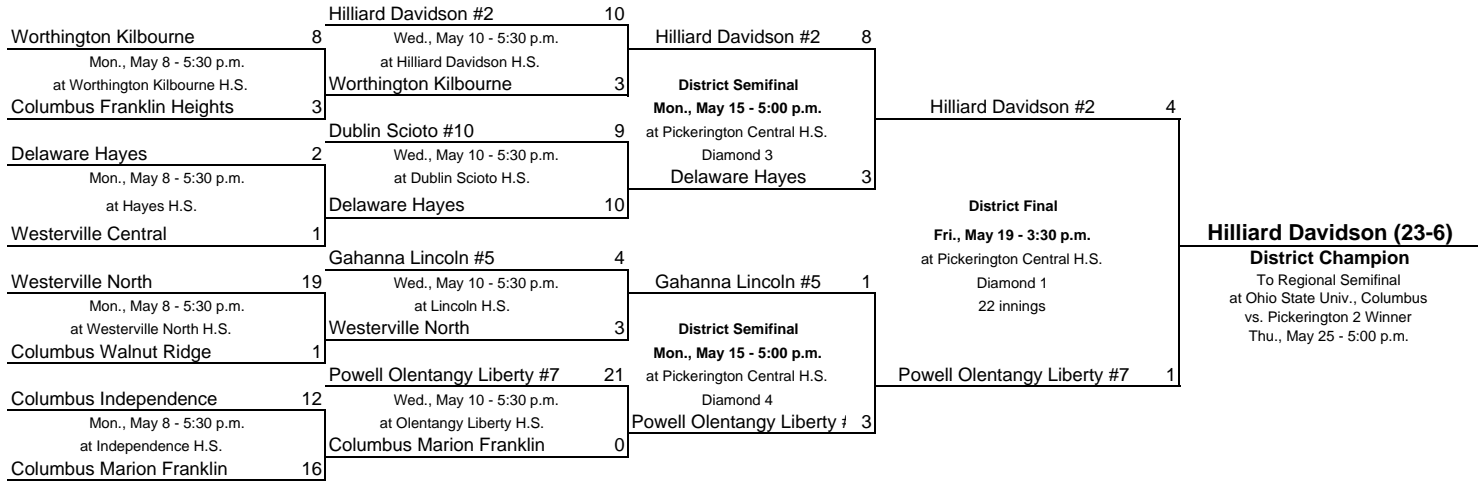 Worthington Kilbourne 8
Mon., May 8 - 5:30 p.m.
at Worthington Kilbourne H.S.
Columbus Franklin Heights 3
Delaware Hayes 2
Mon., May 8 - 5:30 p.m.
at Hayes H.S.
Westerville Central 1
Westerville North 19
Mon., May 8 - 5:30 p.m.
at Westerville North H.S.
Columbus Walnut Ridge 1
Columbus Independence 12
Mon., May 8 - 5:30 p.m.
at Independence H.S.
Columbus Marion Franklin 16
Hilliard Davidson #2 10
Wed., May 10 - 5:30 p.m.
at Hilliard Davidson H.S.
Worthington Kilbourne 3
Dublin Scioto #10 9
Wed., May 10 - 5:30 p.m.
at Dublin Scioto H.S.
Delaware Hayes 10
Gahanna Lincoln #5 4
Wed., May 10 - 5:30 p.m.
at Lincoln H.S.
Westerville North 3
Powell Olentangy Liberty #7 21
Wed., May 10 - 5:30 p.m.
at Olentangy Liberty H.S.
Columbus Marion Franklin 0
Hilliard Davidson #2 8
District Semifinal
Mon., May 15 - 5:00 p.m.
at Pickerington Central H.S.
Diamond 3
Delaware Hayes 3
Gahanna Lincoln #5 1
District Semifinal
Mon., May 15 - 5:00 p.m.
at Pickerington Central H.S.
Diamond 4
Powell Olentangy Liberty 3
Hilliard Davidson #2 4
District Final
Fri., May 19 - 3:30 p.m.
at Pickerington Central H.S.
Diamond 1
22 innings
Powell Olentangy Liberty #7 1
Hilliard Davidson (23-6)
District Champion
To Regional Semifinal
at Ohio State Univ., Columbus
vs. Pickerington 2 Winner
Thu., May 25 - 5:00 p.m.